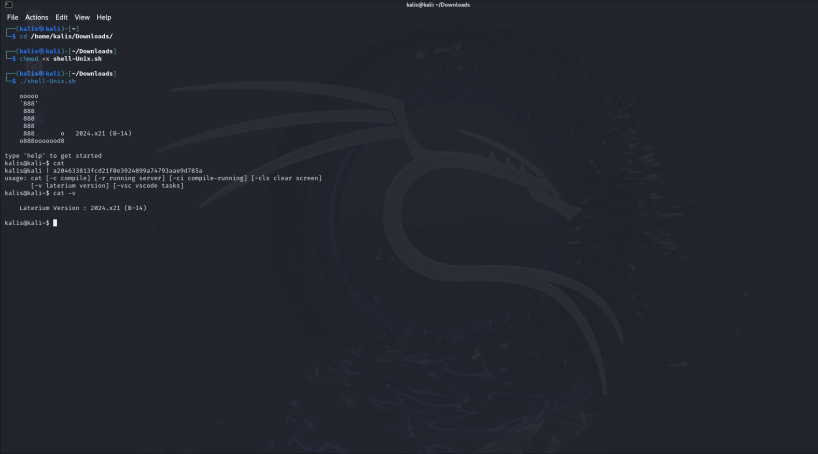 kalis@kali: ~/Downloads
File Actions Edit View Help
┌──(kalis㉿kali)-[~]
└─$ cd /home/kalis/Downloads/
┌──(kalis㉿kali)-[~/Downloads]
└─$ chmod +x shell-Unix.sh
┌──(kalis㉿kali)-[~/Downloads]
└─$ ./shell-Unix.sh
ooooo
`888'
888
888
888
888 o 2024.x21 (B-14)
o888ooooood8
type 'help' to get started
kalis@kali~$ cat
kalis@kali | a204633813fcd21f0e3924899a74793aae9d785a
usage: cat [-c compile] [-r running server] [-ci compile-running] [-cls clear screen]
[-v laterium version] [-vsc vscode tasks]
kalis@kali~$ cat -v
Laterium Version : 2024.x21 (B-14)
kalis@kali~$